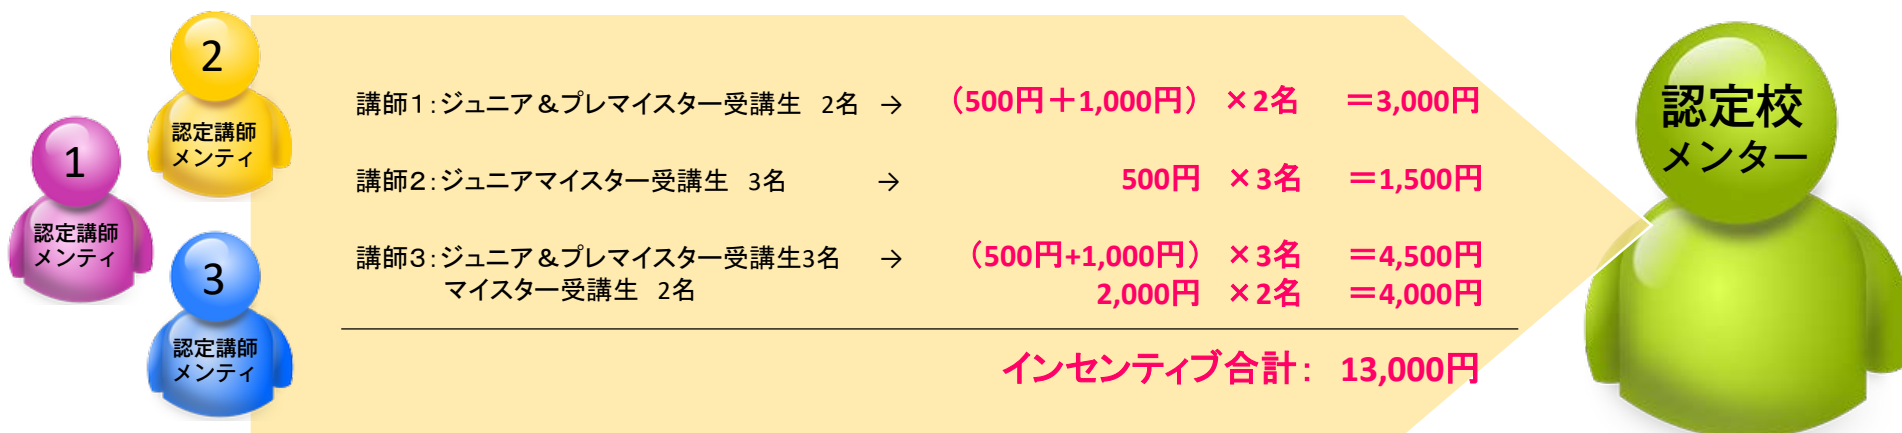 1
認定講師
メンティ
2
認定講師
メンティ
3
認定講師
メンティ
講師1：ジュニア＆プレマイスター受講生 2名 → （500円＋1,000円） ×2名 ＝3,000円
講師2：ジュニアマイスター受講生 3名 → 500円 ×3名 ＝1,500円
講師3：ジュニア＆プレマイスター受講生3名 → （500円+1,000円） ×3名 ＝4,500円
マイスター受講生 2名 2,000円 ×2名 ＝4,000円
インセンティブ合計： 13,000円
認定校
メンター